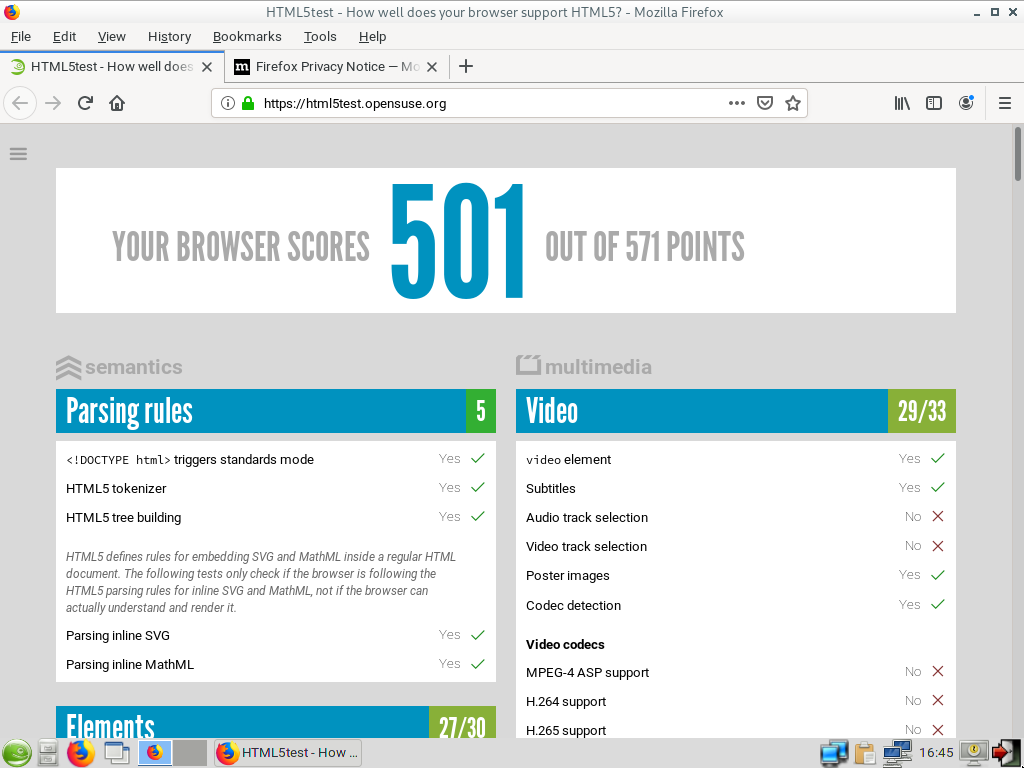 HTML5test - How well does your browser support HTML5? - Mozilla Firefox
File Edit View History Bookmarks Tools Help
HTML5test - How well does
m Firefox Privacy Notice — Mo
https://html5test.opensuse.org
YOUR BROWSER SCORES 501 OUT OF 571 POINTS
semantics
Parsing rules 5
<!DOCTYPE html> triggers standards mode Yes
HTML5 tokenizer Yes
HTML5 tree building Yes
HTML5 defines rules for embedding SVG and MathML inside a regular HTML
document. The following tests only check if the browser is following the
HTML5 parsing rules for inline SVG and MathML, not if the browser can
actually understand and render it.
Parsing inline SVG Yes
Parsing inline MathML Yes
Elements 27/30
multimedia
Video 29/33
video element Yes
Subtitles Yes
Audio track selection No
Video track selection No
Poster images Yes
Codec detection Yes
Video codecs
MPEG-4 ASP support No
H.264 support No
H.265 support No
HTML5test - How ...
16:45